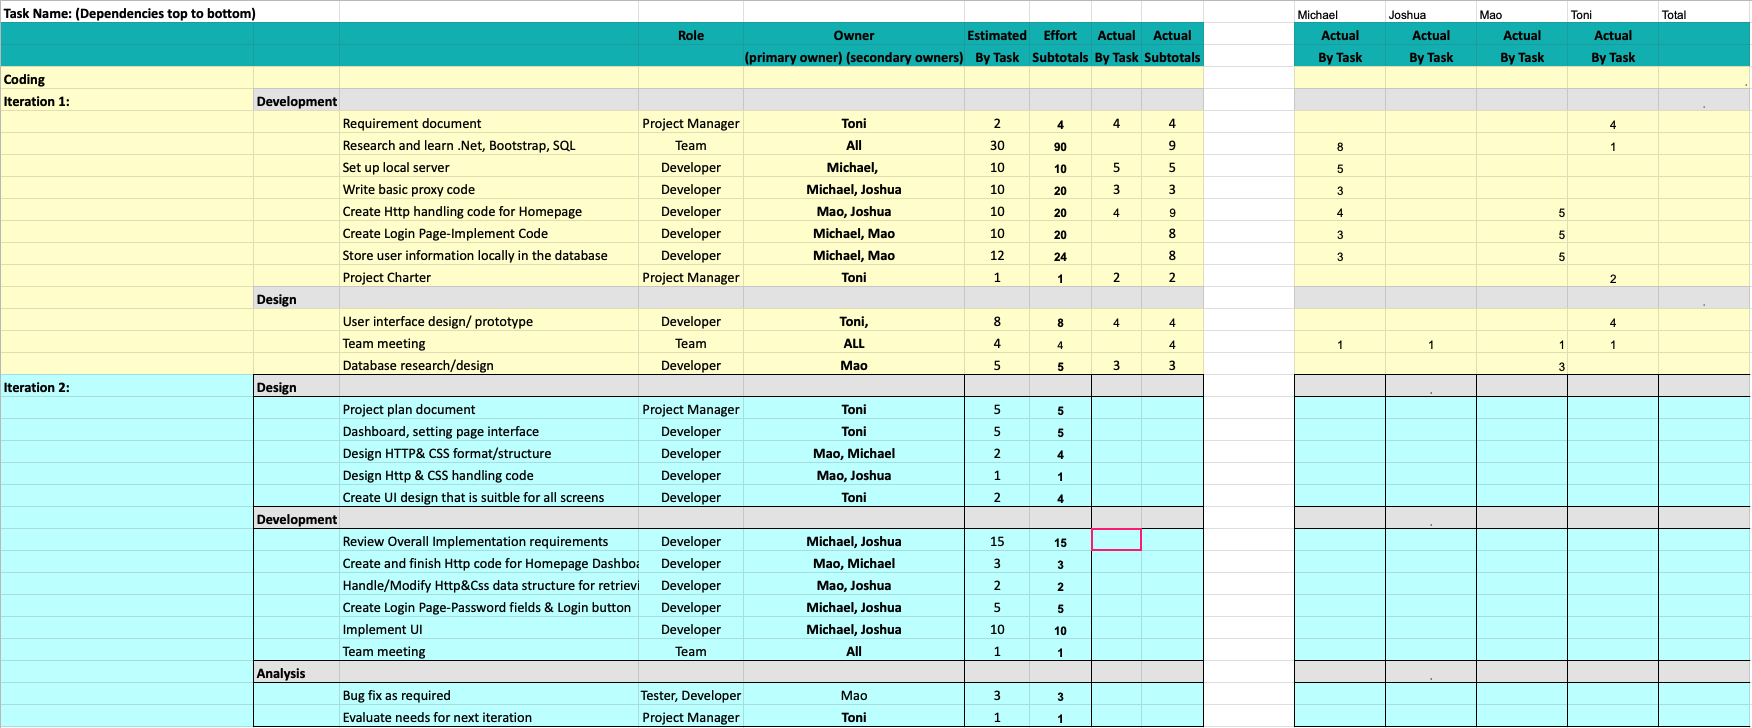 Task Name: (Dependencies top to bottom) Michael Joshua Mao Toni Total
Role Owner Estimated Effort Actual Actual Actual Actual Actual Actual
(primary owner) (secondary owners) By Task Subtotals By Task Subtotals By Task By Task By Task By Task
Coding
Iteration 1: Development
Requirement document Project Manager Toni 2 4 4 4 4
Research and learn .Net, Bootstrap, SQL Team All 30 90 9 8 1
Set up local server Developer Michael, 10 10 5 5 5
Write basic proxy code Developer Michael, Joshua 10 20 3 3 3
Create Http handling code for Homepage Developer Mao, Joshua 10 20 4 9 4 5
Create Login Page-Implement Code Developer Michael, Mao 10 20 8 3 5
Store user information locally in the database Developer Michael, Mao 12 24 8 3 5
Project Charter Project Manager Toni 1 1 2 2 2
Design
User interface design/ prototype Developer Toni, 8 8 4 4 4
Team meeting Team ALL 4 4 4 1 1 1 1
Database research/design Developer Mao 5 5 3 3 3
Iteration 2: Design
Project plan document Project Manager Toni 5 5
Dashboard, setting page interface Developer Toni 5 5
Design HTTP& CSS format/structure Developer Mao, Michael 2 4
Design Http & CSS handling code Developer Mao, Joshua 1 1
Create UI design that is suitble for all screens Developer Toni 2 4
Development
Review Overall Implementation requirements Developer Michael, Joshua 15 15
Create and finish Http code for Homepage Dashboa Developer Mao, Michael 3 3
Handle/Modify Http&Css data structure for retrievi Developer Mao, Joshua 2 2
Create Login Page-Password fields & Login button Developer Michael, Joshua 5 5
Implement UI Developer Michael, Joshua 10 10
Team meeting Team All 1 1
Analysis
Bug fix as required Tester, Developer Mao 3 3
Evaluate needs for next iteration Project Manager Toni 1 1